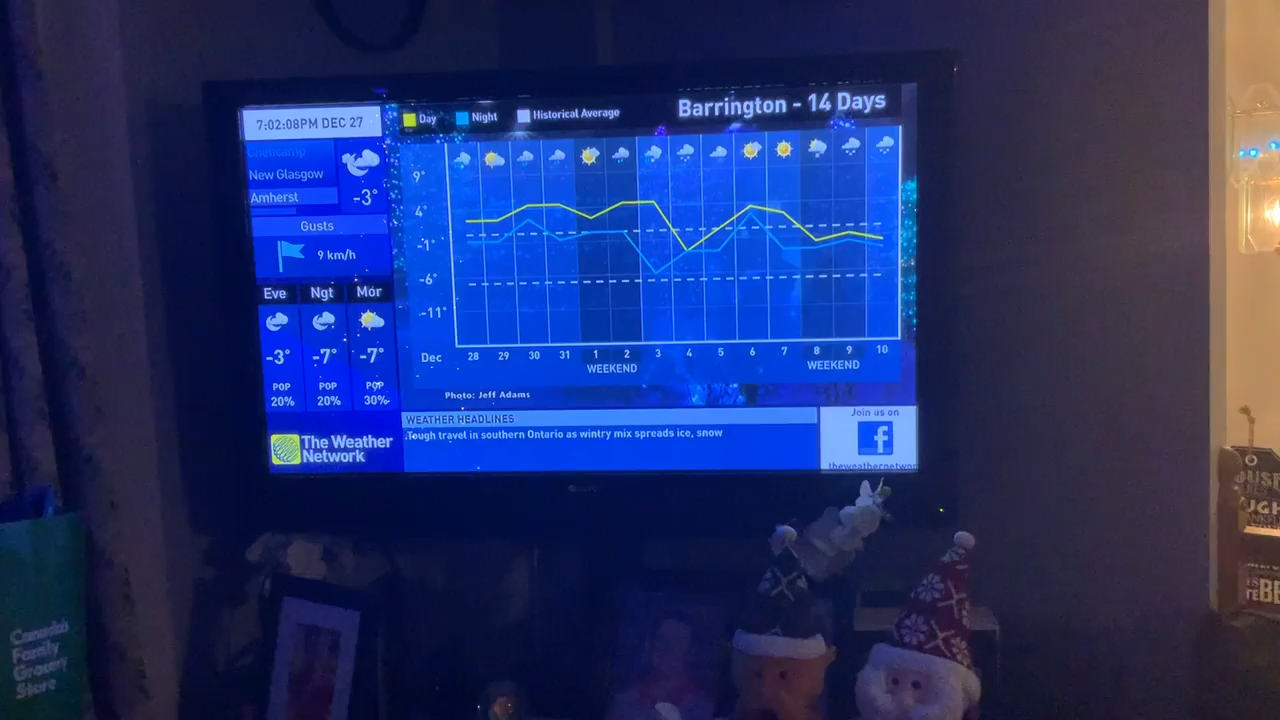 7:02:08PM DEC 27
Cheticamp
New Glasgow
Amherst
-3°
Gusts
9 km/h
Eve Ngt Mor
-3° -7° -7°
POP POP POP
20% 20% 30%
The Weather
Network
Day Night Historical Average
Barrington - 14 Days
9°
4°
-1°
-6°
-11°
Dec 28 29 30 31 1 2 3 4 5 6 7 8 9 10
WEEKEND WEEKEND
Photo: Jeff Adams
WEATHER HEADLINES
Tough travel in southern Ontario as wintry mix spreads ice, snow
Join us on
f
theweathernetwor
Canada's
Family
Grocery
Store